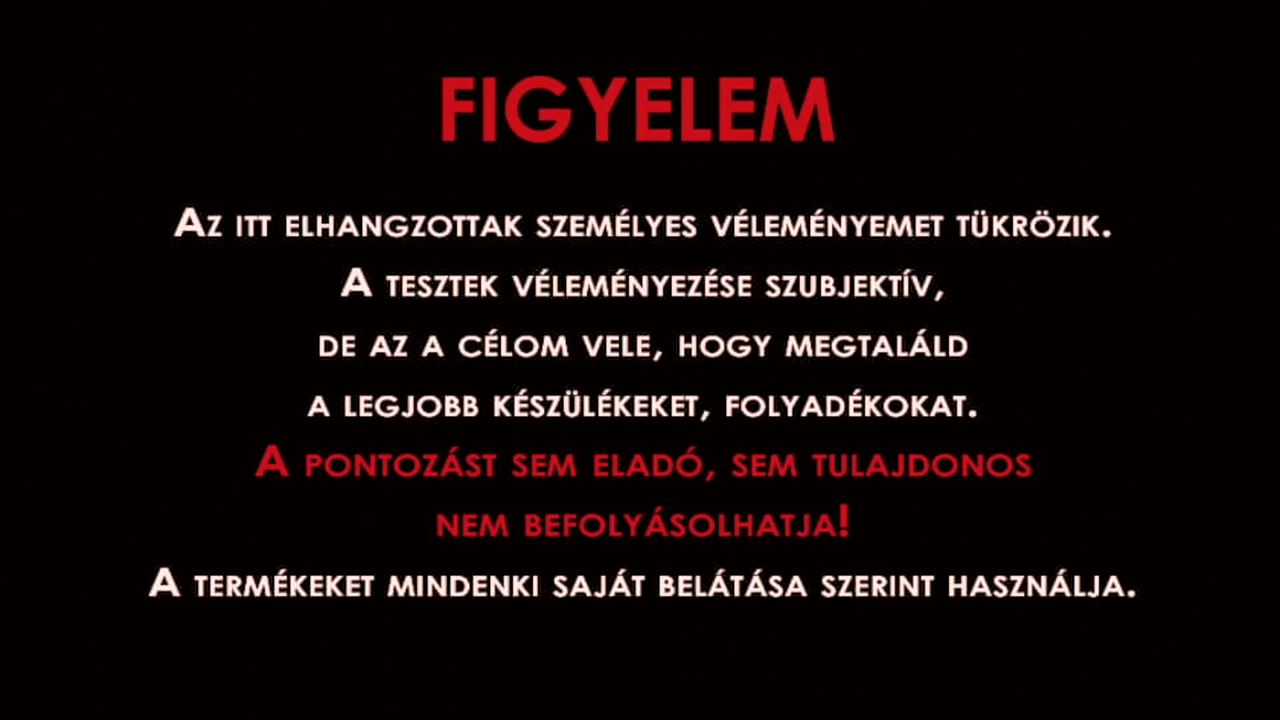 FIGYELEM
Az itt elhangzottak személyes véleményemet tükrözik.
A tesztek véleményezése szubjektív,
de az a célom vele, hogy megtaláld
a legjobb készülékeket, folyadékokat.
A pontozást sem eladó, sem tulajdonos
nem befolyásolhatja!
A termékeket mindenki saját belátása szerint használja.